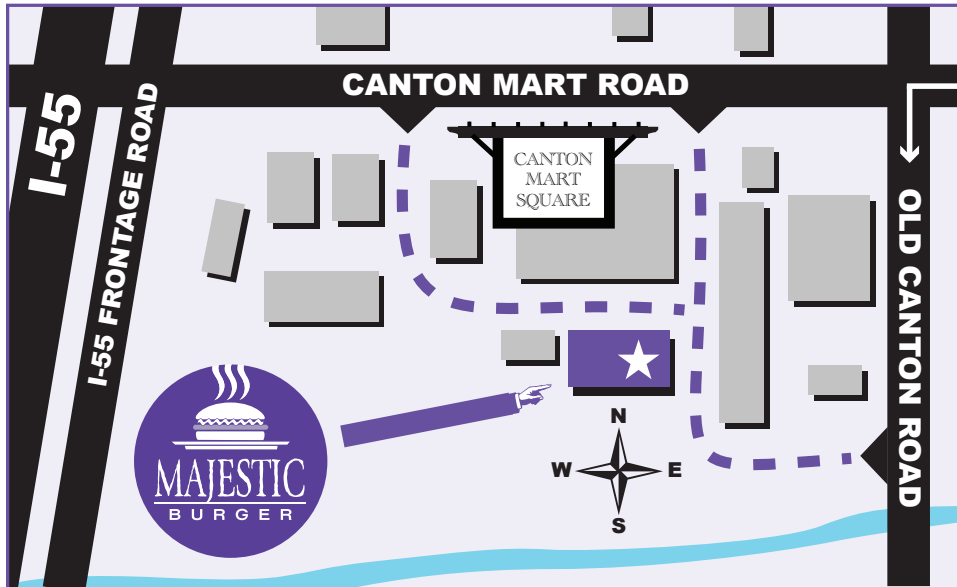 CANTON MART ROAD
I-55
I-55 FRONTAGE ROAD
CANTON
MART
SQUARE
OLD CANTON ROAD
MAJESTIC
BURGER
N
W
E
S